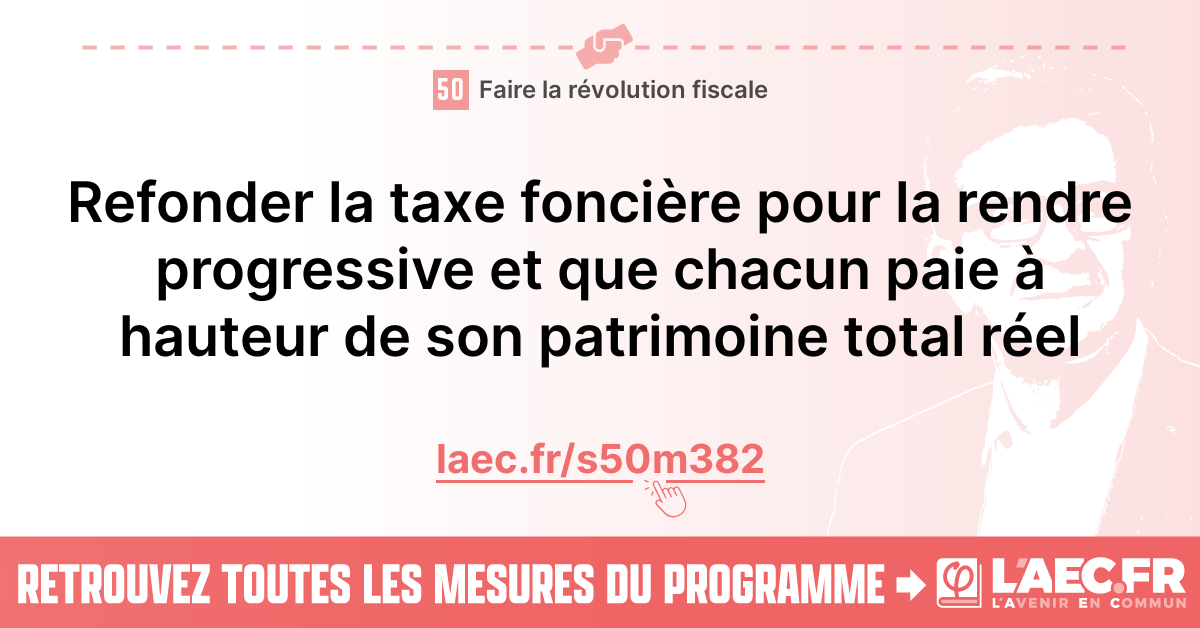 50 Faire la révolution fiscale
Refonder la taxe foncière pour la rendre
progressive et que chacun paie à
hauteur de son patrimoine total réel
laec.fr/s50m382
RETROUVEZ TOUTES LES MESURES DU PROGRAMME
φ L'AEC.FR
L'AVENIR EN COMMUN